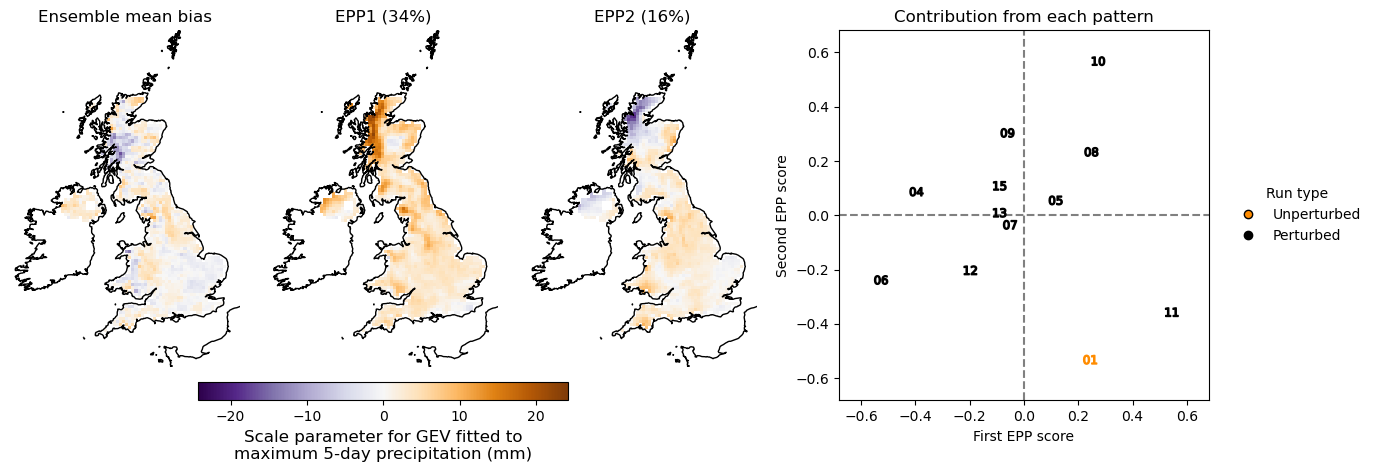 Ensemble mean bias
EPP1 (34%)
EPP2 (16%)
−20 −10 0 10 20
Scale parameter for GEV fitted to
maximum 5-day precipitation (mm)
Contribution from each pattern
Second EPP score
0.6
0.4
0.2
0.0
−0.2
−0.4
−0.6
10
09
08
15
04
05
13
07
12
06
11
01
−0.6 −0.4 −0.2 0.0 0.2 0.4 0.6
First EPP score
Run type
Unperturbed
Perturbed